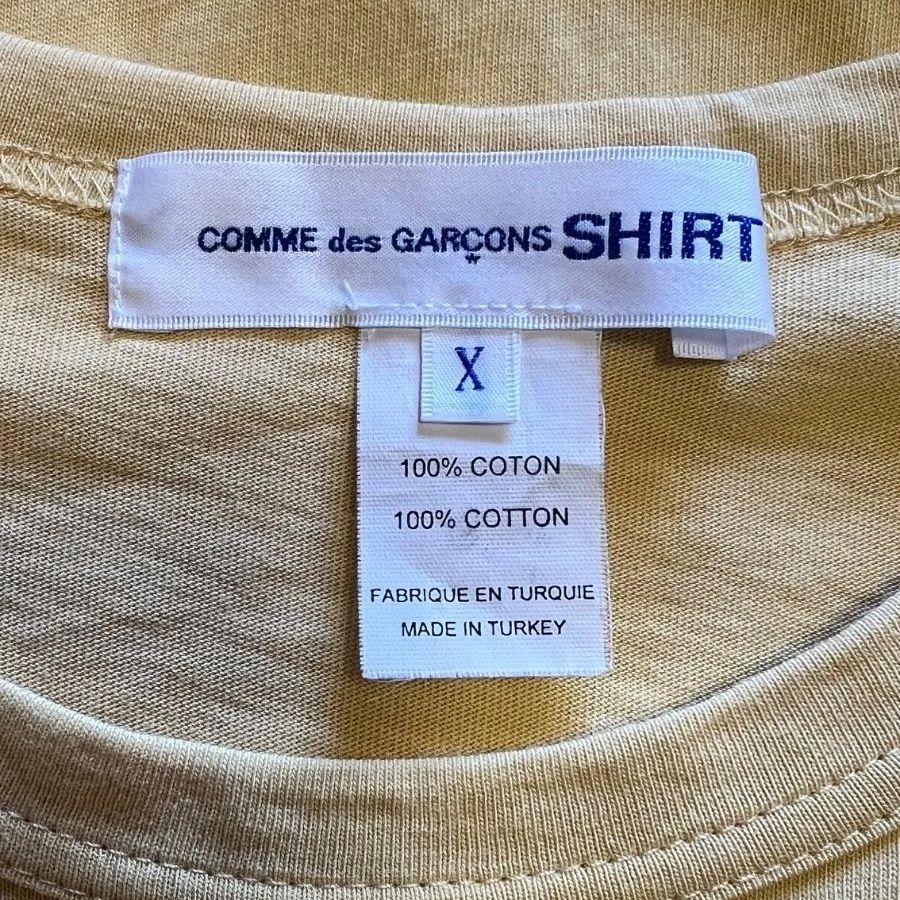 COMME des GARÇONS SHIRT
X
100% COTON
100% COTTON
FABRIQUE EN TURQUIE
MADE IN TURKEY